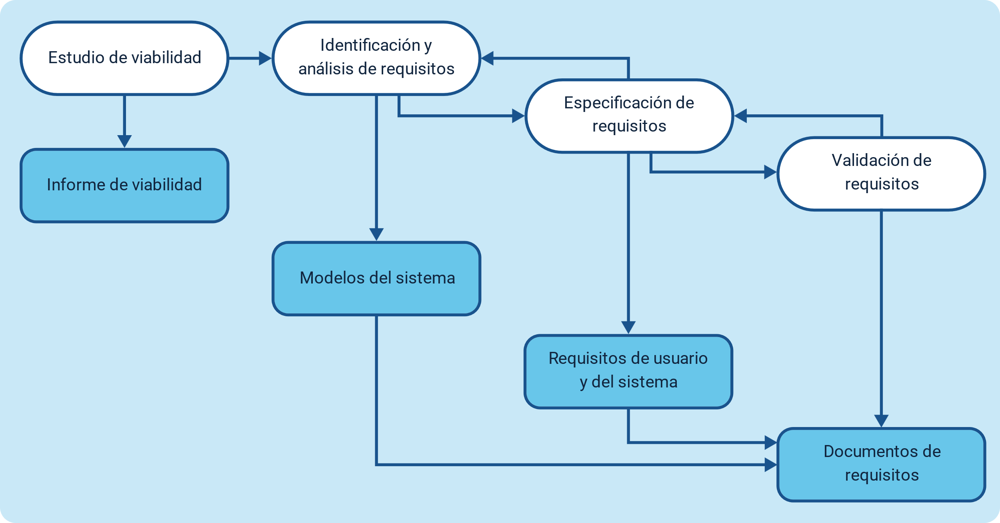 Estudio de viabilidad
Identificación y
análisis de requisitos
Especificación de
requisitos
Validación de
requisitos
Informe de viabilidad
Modelos del sistema
Requisitos de usuario
y del sistema
Documentos de
requisitos